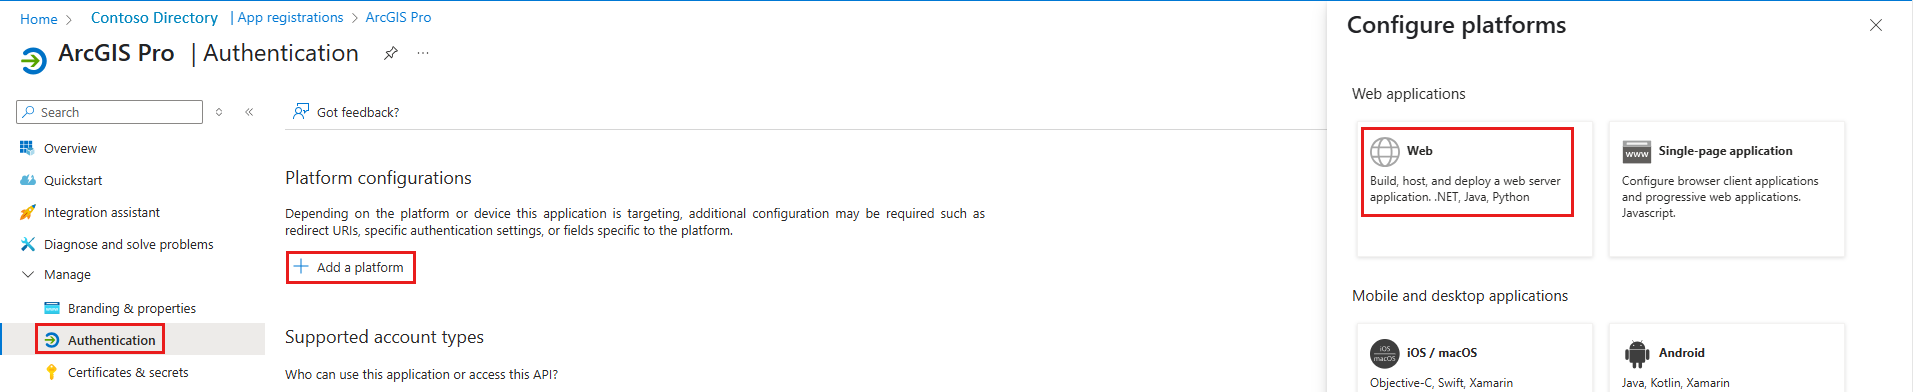 Home > Contoso Directory | App registrations > ArcGIS Pro
ArcGIS Pro | Authentication
Search
Overview
Quickstart
Integration assistant
Diagnose and solve problems
Manage
Branding & properties
Authentication
Certificates & secrets
Got feedback?
Platform configurations
Depending on the platform or device this application is targeting, additional configuration may be required such as
redirect URIs, specific authentication settings, or fields specific to the platform.
Add a platform
Supported account types
Who can use this application or access this API?
Configure platforms
Web applications
Web
Build, host, and deploy a web server
application. .NET, Java, Python
www
Single-page application
Configure browser client applications
and progressive web applications.
Javascript.
Mobile and desktop applications
iOS
macOS
iOS / macOS
Objective-C, Swift, Xamarin
Android
Java, Kotlin, Xamarin